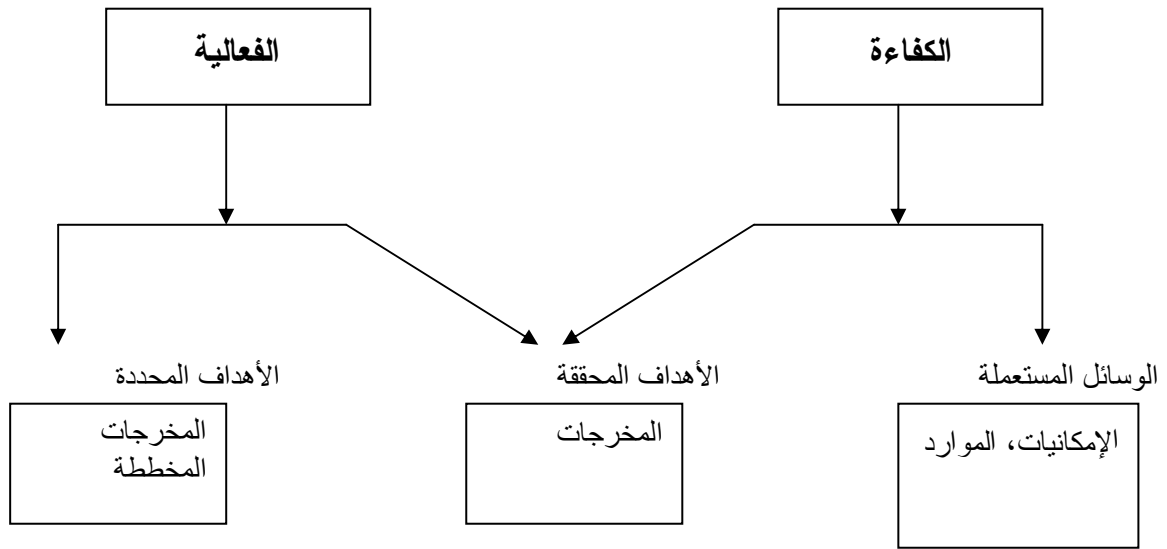 الكفاءة
الفعالية
الوسائل المستعملة
الأهداف المحققة
الأهداف المحددة
الإمكانيات، الموارد
المخرجات
المخرجات
المخططة